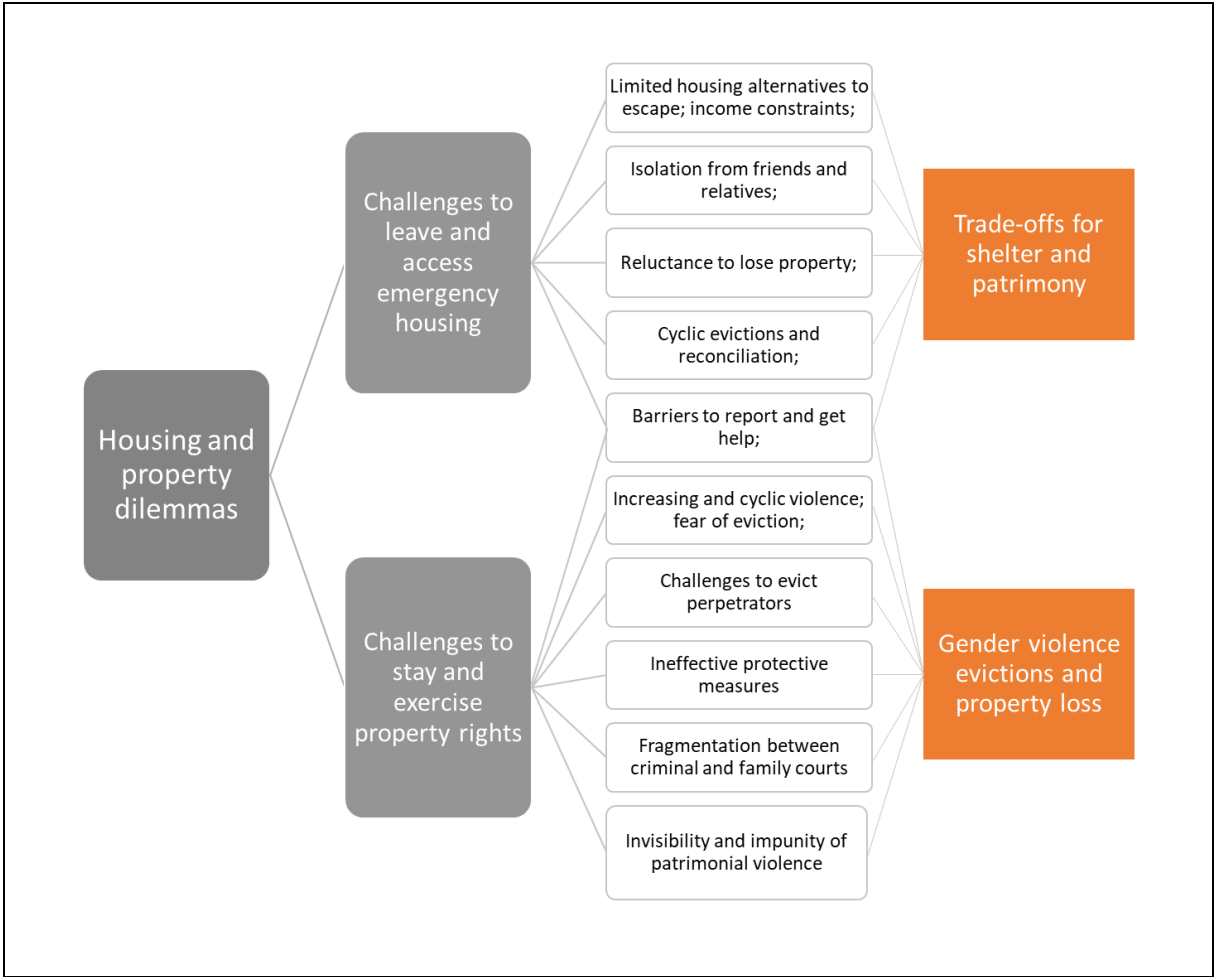 Housing and
property
dilemmas
Challenges to
leave and
access
emergency
housing
Challenges to
stay and
exercise
property rights
Limited housing alternatives to
escape; income constraints;
Isolation from friends and
relatives;
Reluctance to lose property;
Cyclic evictions and
reconciliation;
Barriers to report and get
help;
Increasing and cyclic violence;
fear of eviction;
Challenges to evict
perpetrators
Ineffective protective
measures
Fragmentation between
criminal and family courts
Invisibility and impunity of
patrimonial violence
Trade-offs for
shelter and
patrimony
Gender violence
evictions and
property loss